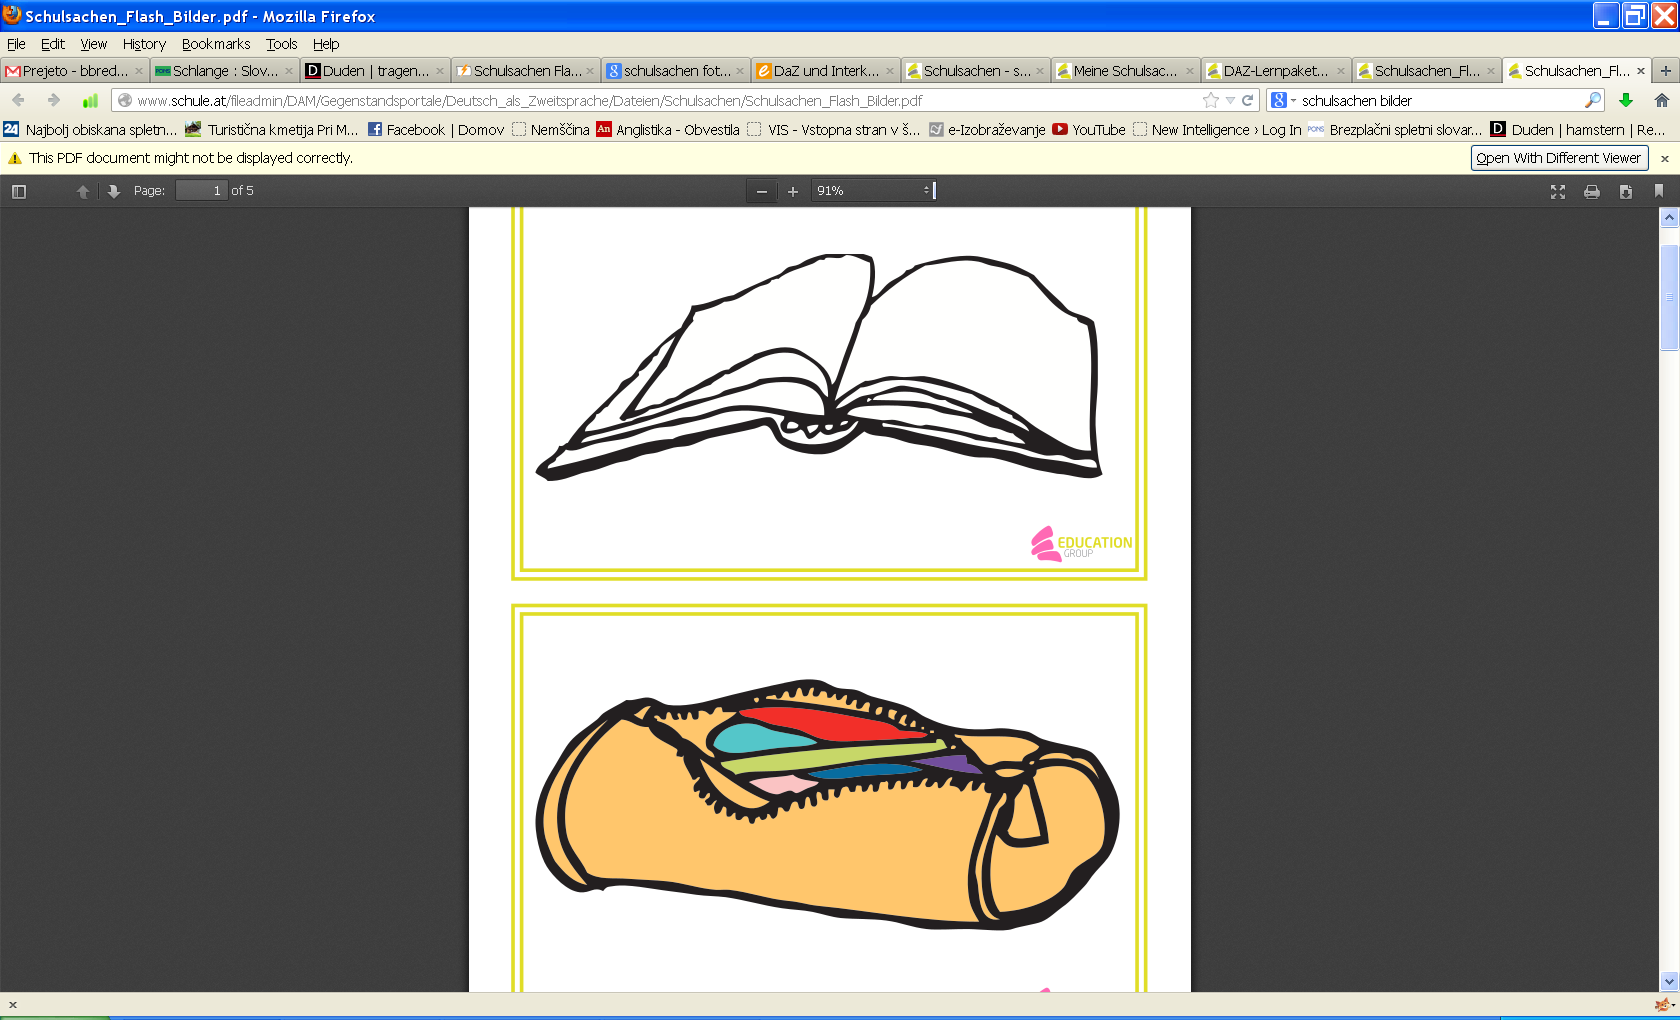 Schulsachen_Flash_Bilder.pdf - Mozilla Firefox
File Edit View History Bookmarks Tools Help
Prejeto - bbred... Schlange : Slov... Duden | tragen... Schulsachen Fla... schulsachen fot... DaZ und Interk... Schulsachen - s... Meine Schulsac... DAZ-Lernpaket... Schulsachen_Fl... Schulsachen_Fl...
www.schule.at/fileadmin/DAM/Gegenstandsportale/Deutsch_als_Zweitsprache/Dateien/Schulsachen/Schulsachen_Flash_Bilder.pdf schulsachen bilder
Najbolj obiskana spletn... Turistična kmetija Pri M... Facebook | Domov Nemščina Anglistika - Obvestila VIS - Vstopna stran v š... e-Izobraževanje YouTube New Intelligence › Log In Brezplačni spletni slovar... Duden | hamstern | Re...
This PDF document might not be displayed correctly. Open With Different Viewer
Page: 1 of 5 91%
EDUCATION
GROUP